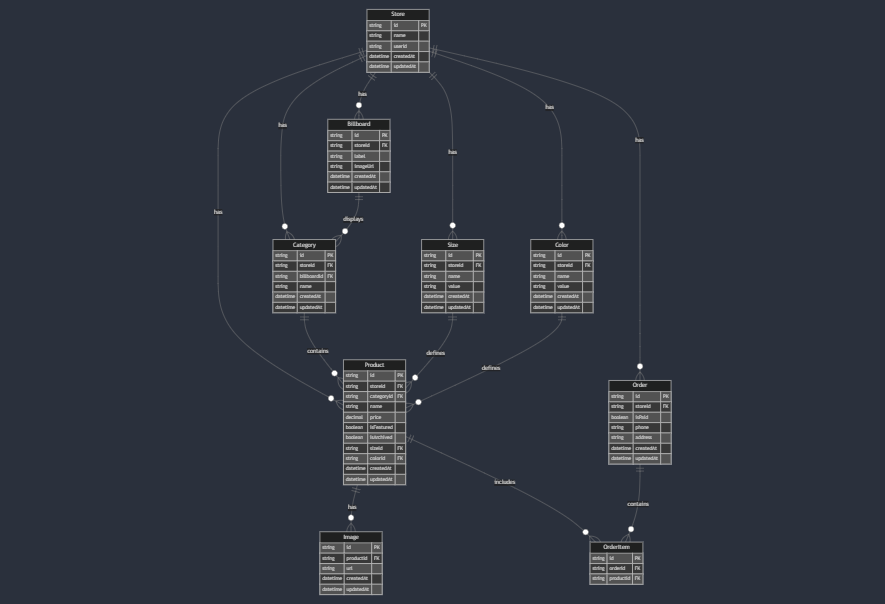 Store
string id PK
string name
string userId
datetime createdAt
datetime updatedAt
has
Billboard
string id PK
string storeId FK
string label
string imageUrl
datetime createdAt
datetime updatedAt
has
has
has
has
has
displays
Category
string id PK
string storeId FK
string billboardId FK
string name
datetime createdAt
datetime updatedAt
Size
string id PK
string storeId FK
string name
string value
datetime createdAt
datetime updatedAt
Color
string id PK
string storeId FK
string name
string value
datetime createdAt
datetime updatedAt
contains
defines
defines
Product
string id PK
string storeId FK
string categoryId FK
string name
decimal price
boolean isFeatured
boolean isArchived
string sizeId FK
string colorId FK
datetime createdAt
datetime updatedAt
Order
string id PK
string storeId FK
boolean isPaid
string phone
string address
datetime createdAt
datetime updatedAt
includes
contains
has
Image
string id PK
string productId FK
string url
datetime createdAt
datetime updatedAt
OrderItem
string id PK
string orderId FK
string productId FK